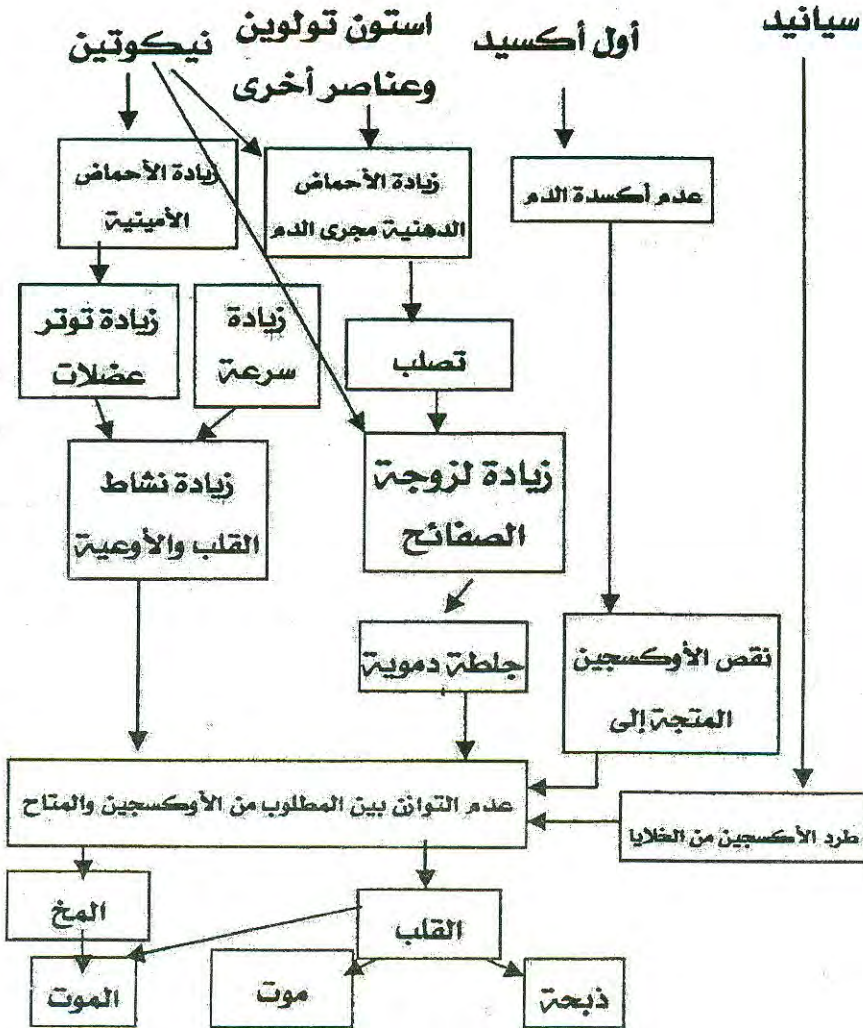 سيانيد
أول أكسيد
استون تولوين
وعناصر أخرى
نيكوتين
عدم أكسدة الدم
زيادة الأحماض
الدهنية مجرى الدم
زيادة الأحماض
الأمينية
تصلب
زيادة
سرعة
زيادة توتر
عضلات
زيادة لزوجة
الصفائح
زيادة نشاط
القلب والأوعية
نقص الأوكسجين
المتجة إلى
جلطة دموية
عدم التوازن بين المطلوب من الأوكسجين والمتاح
طرد الأكسجين من الخلايا
القلب
المخ
ذبحة
موت
الموت